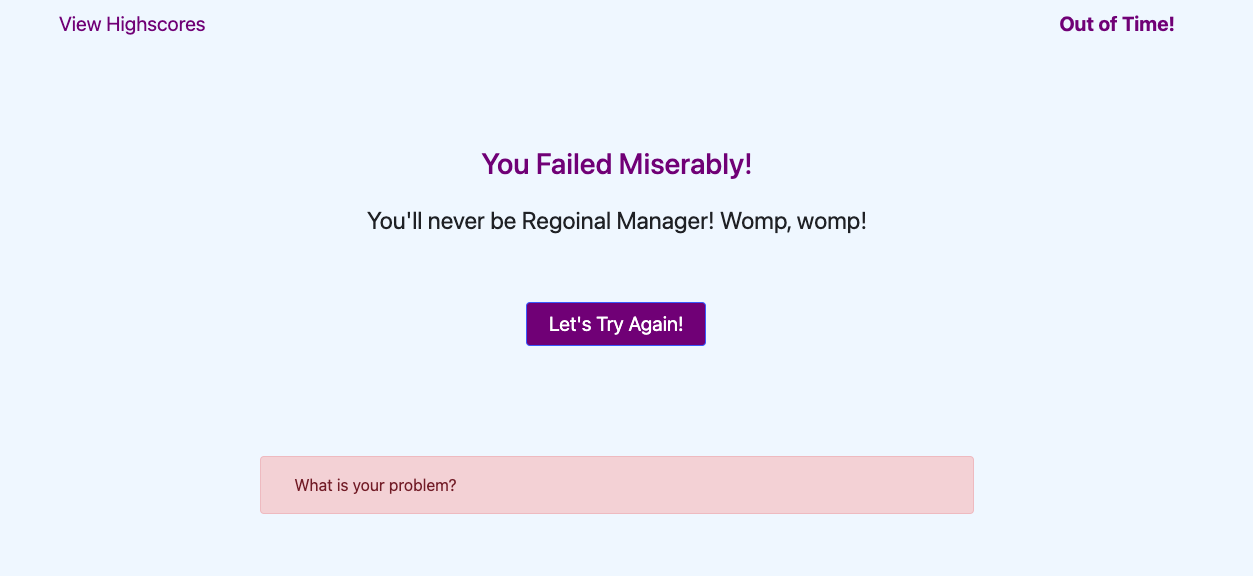 View Highscores
Out of Time!
You Failed Miserably!
You'll never be Regoinal Manager! Womp, womp!
Let's Try Again!
What is your problem?